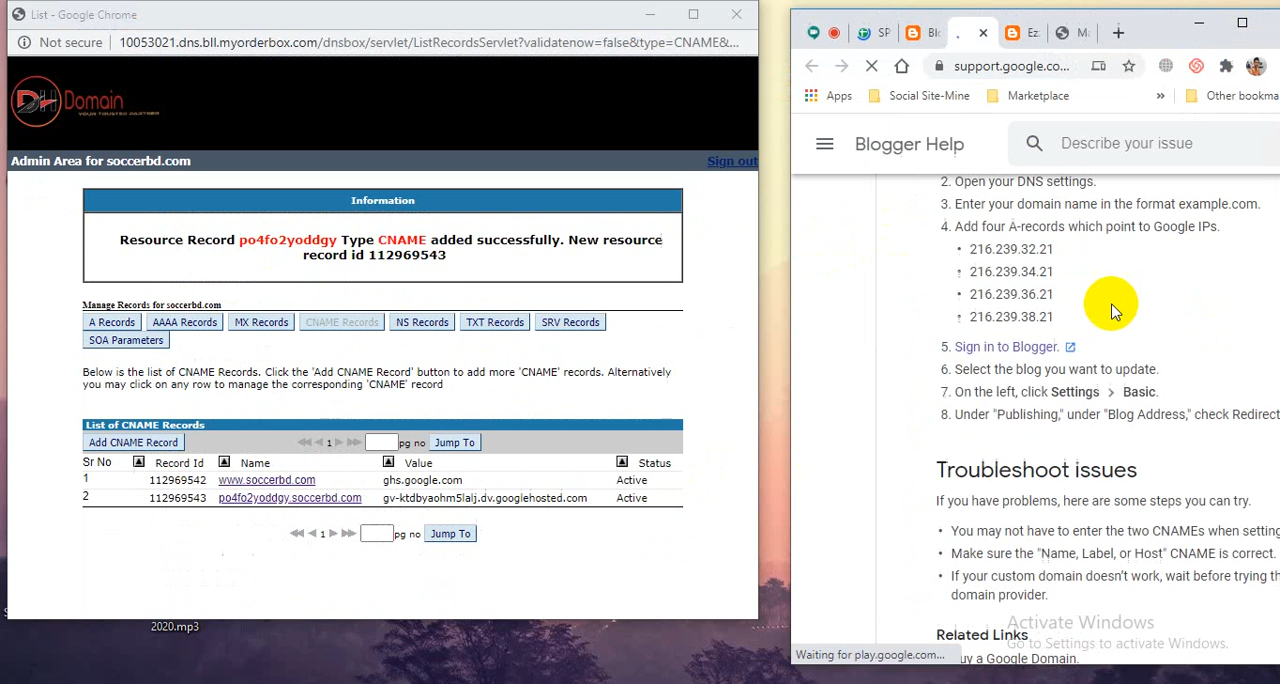 List - Google Chrome
Not secure | 10053021.dns.bll.myorderbox.com/dnsbox/servlet/ListRecordsServlet?validatenow=false&type=CNAME&...
DH Domain
YOUR TRUSTED PARTNER
Admin Area for soccerbd.com
Sign out
Information
Resource Record po4fo2yoddgy Type CNAME added successfully. New resource
record id 112969543
Manage Records for soccerbd.com
A Records
AAAA Records
MX Records
CNAME Records
NS Records
TXT Records
SRV Records
SOA Parameters
Below is the list of CNAME Records. Click the 'Add CNAME Record' button to add more 'CNAME' records. Alternatively
you may click on any row to manage the corresponding 'CNAME' record
List of CNAME Records
Add CNAME Record 1 pg no Jump To
Sr No Record Id Name Value Status
1 112969542 www.soccerbd.com ghs.google.com Active
2 112969543 po4fo2yoddgy.soccerbd.com gv-ktdbyaohm5laij.dv.googlehosted.com Active
1 pg no Jump To
2020.mp3
SP
Blo
Ez
Ma
support.google.co...
Apps
Social Site-Mine
Marketplace
»
Other bookma
Blogger Help
Describe your issue
2. Open your DNS settings.
3. Enter your domain name in the format example.com.
4. Add four A-records which point to Google IPs.
• 216.239.32.21
• 216.239.34.21
• 216.239.36.21
• 216.239.38.21
5. Sign in to Blogger.
6. Select the blog you want to update.
7. On the left, click Settings > Basic.
8. Under "Publishing," under "Blog Address," check Redirect
Troubleshoot issues
If you have problems, here are some steps you can try.
• You may not have to enter the two CNAMEs when setting
• Make sure the "Name, Label, or Host" CNAME is correct.
• If your custom domain doesn't work, wait before trying th
domain provider.
Activate Windows
Go to Settings to activate Windows.
Related Links
uy a Google Domain.
Waiting for play.google.com...